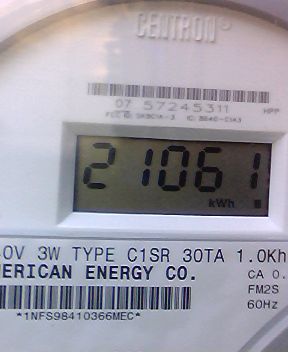 CENTRON®
07 57245311 HPP
21061
kWh
0V 3W TYPE C1SR 30TA 1.0Kh
ERICAN ENERGY CO. CA 0.
FM2S
60Hz
*1NFS98410366MEC*